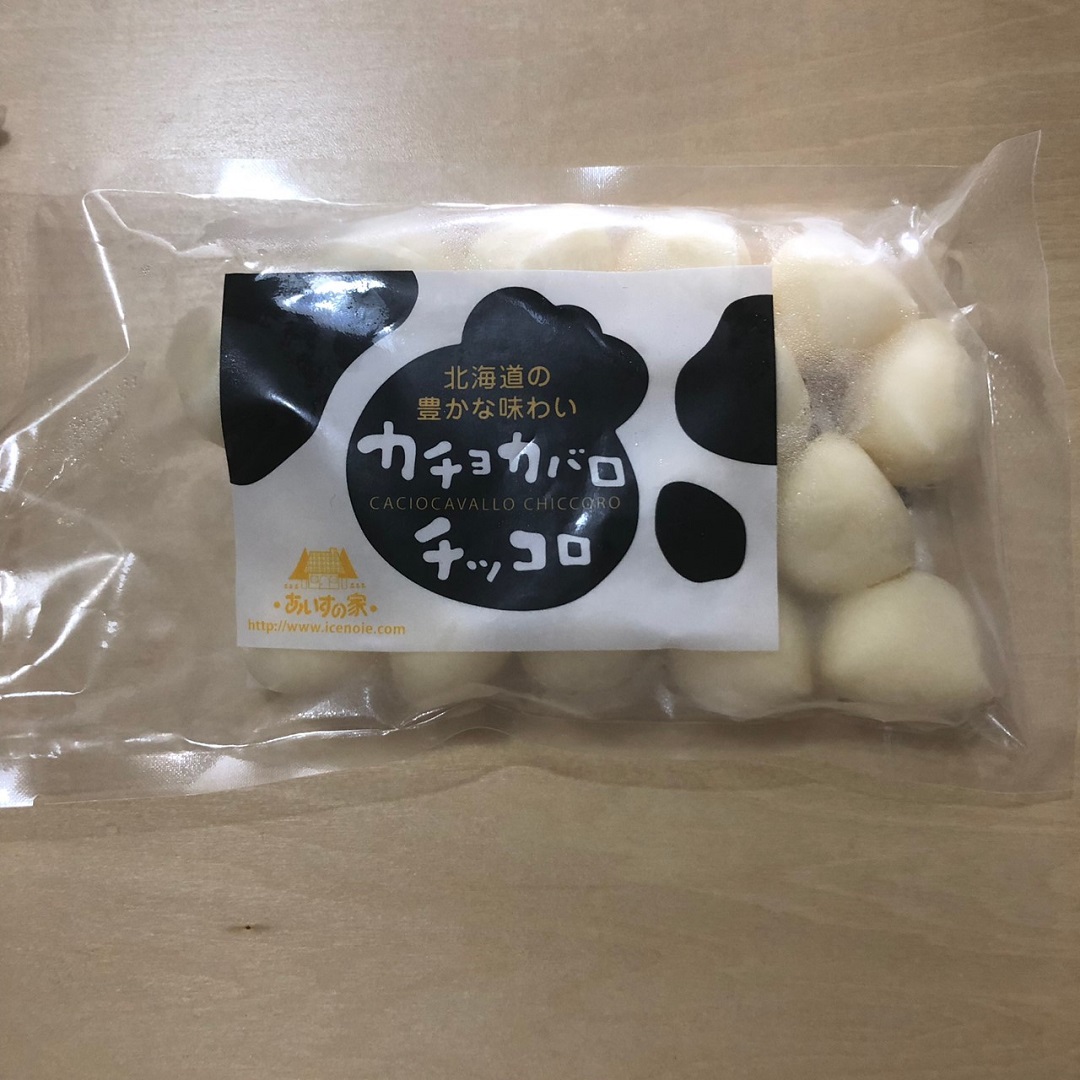 北海道の
豊かな味わい
カチョカバロ
CACIOCAVALLO CHICCORO
チッコロ
・あいすの家・
http://www.icenoie.com